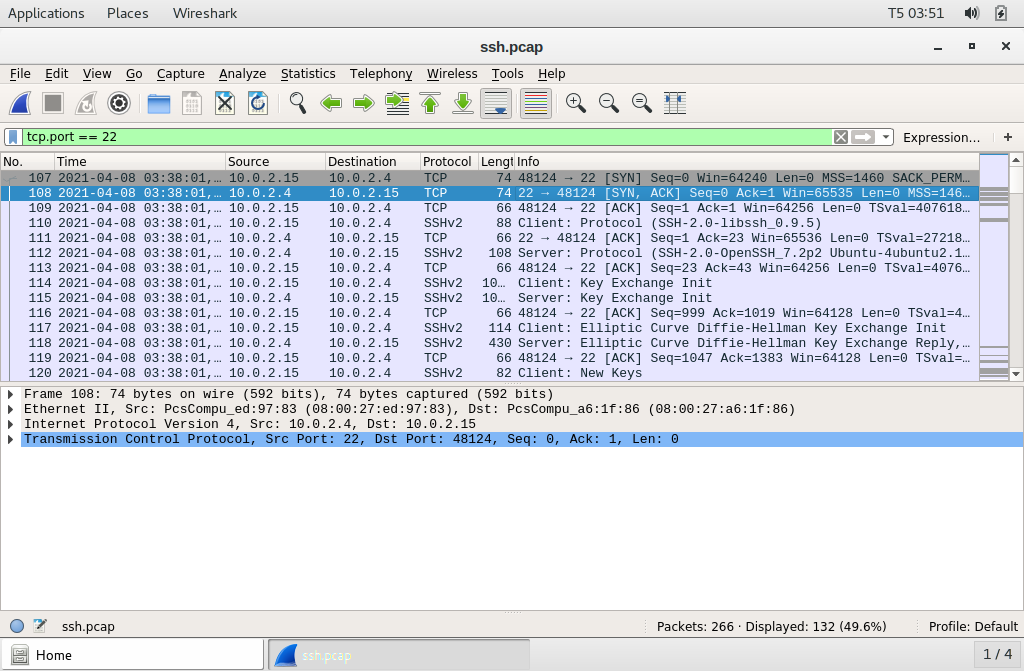 Applications Places Wireshark T5 03:51
ssh.pcap
File Edit View Go Capture Analyze Statistics Telephony Wireless Tools Help
tcp.port == 22 Expression... +
No. Time Source Destination Protocol Lengt Info
107 2021-04-08 03:38:01,... 10.0.2.15 10.0.2.4 TCP 74 48124 → 22 [SYN] Seq=0 Win=64240 Len=0 MSS=1460 SACK_PERM...
108 2021-04-08 03:38:01,... 10.0.2.4 10.0.2.15 TCP 74 22 → 48124 [SYN, ACK] Seq=0 Ack=1 Win=65535 Len=0 MSS=146...
109 2021-04-08 03:38:01,... 10.0.2.15 10.0.2.4 TCP 66 48124 → 22 [ACK] Seq=1 Ack=1 Win=64256 Len=0 TSval=407618...
110 2021-04-08 03:38:01,... 10.0.2.15 10.0.2.4 SSHv2 88 Client: Protocol (SSH-2.0-libssh_0.9.5)
111 2021-04-08 03:38:01,... 10.0.2.4 10.0.2.15 TCP 66 22 → 48124 [ACK] Seq=1 Ack=23 Win=65536 Len=0 TSval=27218...
112 2021-04-08 03:38:01,... 10.0.2.4 10.0.2.15 SSHv2 108 Server: Protocol (SSH-2.0-OpenSSH_7.2p2 Ubuntu-4ubuntu2.1...
113 2021-04-08 03:38:01,... 10.0.2.15 10.0.2.4 TCP 66 48124 → 22 [ACK] Seq=23 Ack=43 Win=64256 Len=0 TSval=4076...
114 2021-04-08 03:38:01,... 10.0.2.15 10.0.2.4 SSHv2 10... Client: Key Exchange Init
115 2021-04-08 03:38:01,... 10.0.2.4 10.0.2.15 SSHv2 10... Server: Key Exchange Init
116 2021-04-08 03:38:01,... 10.0.2.15 10.0.2.4 TCP 66 48124 → 22 [ACK] Seq=999 Ack=1019 Win=64128 Len=0 TSval=4...
117 2021-04-08 03:38:01,... 10.0.2.15 10.0.2.4 SSHv2 114 Client: Elliptic Curve Diffie-Hellman Key Exchange Init
118 2021-04-08 03:38:01,... 10.0.2.4 10.0.2.15 SSHv2 430 Server: Elliptic Curve Diffie-Hellman Key Exchange Reply,...
119 2021-04-08 03:38:01,... 10.0.2.15 10.0.2.4 TCP 66 48124 → 22 [ACK] Seq=1047 Ack=1383 Win=64128 Len=0 TSval=...
120 2021-04-08 03:38:01,... 10.0.2.15 10.0.2.4 SSHv2 82 Client: New Keys
Frame 108: 74 bytes on wire (592 bits), 74 bytes captured (592 bits)
Ethernet II, Src: PcsCompu_ed:97:83 (08:00:27:ed:97:83), Dst: PcsCompu_a6:1f:86 (08:00:27:a6:1f:86)
Internet Protocol Version 4, Src: 10.0.2.4, Dst: 10.0.2.15
Transmission Control Protocol, Src Port: 22, Dst Port: 48124, Seq: 0, Ack: 1, Len: 0
ssh.pcap Packets: 266 · Displayed: 132 (49.6%) Profile: Default
Home ssh.pcap 1 / 4